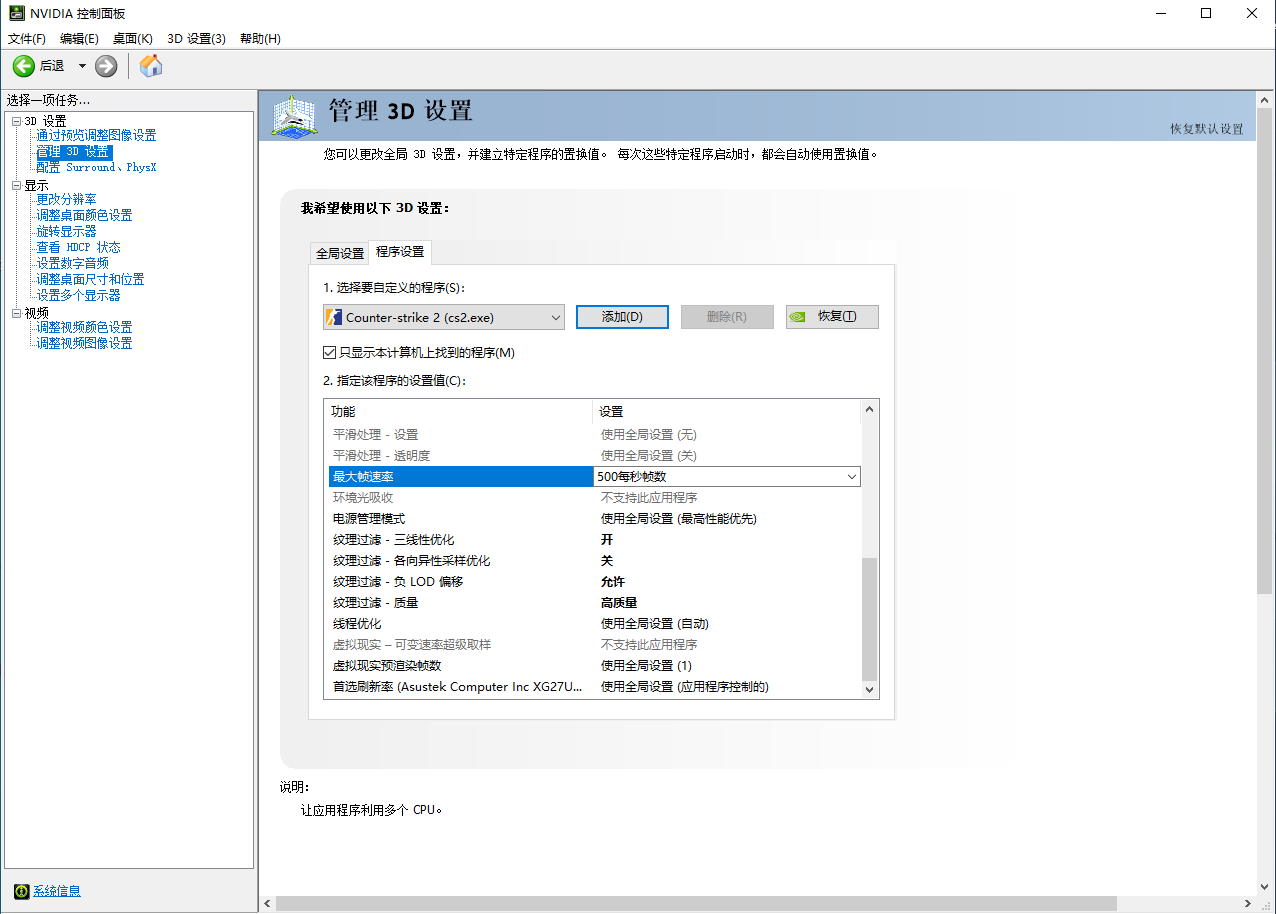 NVIDIA 控制面板
文件(F) 编辑(E) 桌面(K) 3D 设置(3) 帮助(H)
后退
选择一项任务...
3D 设置
通过预览调整图像设置
管理 3D 设置
配置 Surround、PhysX
显示
更改分辨率
调整桌面颜色设置
旋转显示器
查看 HDCP 状态
设置数字音频
调整桌面尺寸和位置
设置多个显示器
视频
调整视频颜色设置
调整视频图像设置
系统信息
管理 3D 设置
恢复默认设置
您可以更改全局 3D 设置，并建立特定程序的置换值。 每次这些特定程序启动时，都会自动使用置换值。
我希望使用以下 3D 设置:
全局设置 程序设置
1. 选择要自定义的程序(S):
Counter-strike 2 (cs2.exe) 添加(D) 删除(R) 恢复(T)
只显示本计算机上找到的程序(M)
2. 指定该程序的设置值(C):
功能 设置
平滑处理 - 设置 使用全局设置 (无)
平滑处理 - 透明度 使用全局设置 (关)
最大帧速率 500每秒帧数
环境光吸收 不支持此应用程序
电源管理模式 使用全局设置 (最高性能优先)
纹理过滤 - 三线性优化 开
纹理过滤 - 各向异性采样优化 关
纹理过滤 - 负 LOD 偏移 允许
纹理过滤 - 质量 高质量
线程优化 使用全局设置 (自动)
虚拟现实 – 可变速率超级取样 不支持此应用程序
虚拟现实预渲染帧数 使用全局设置 (1)
首选刷新率 (Asustek Computer Inc XG27U... 使用全局设置 (应用程序控制的)
说明:
让应用程序利用多个 CPU。